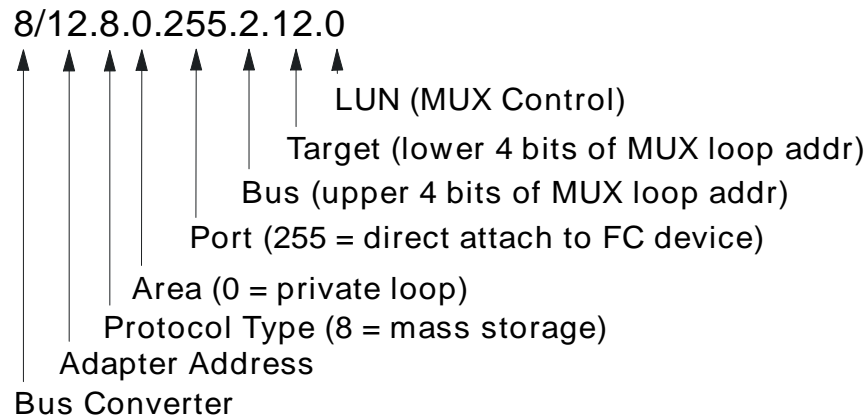 8/12.8.0.255.2.12.0
LUN (MUX Control)
Target (lower 4 bits of MUX loop addr)
Bus (upper 4 bits of MUX loop addr)
Port (255 = direct attach to FC device)
Area (0 = private loop)
Protocol Type (8 = mass storage)
Adapter Address
Bus Converter